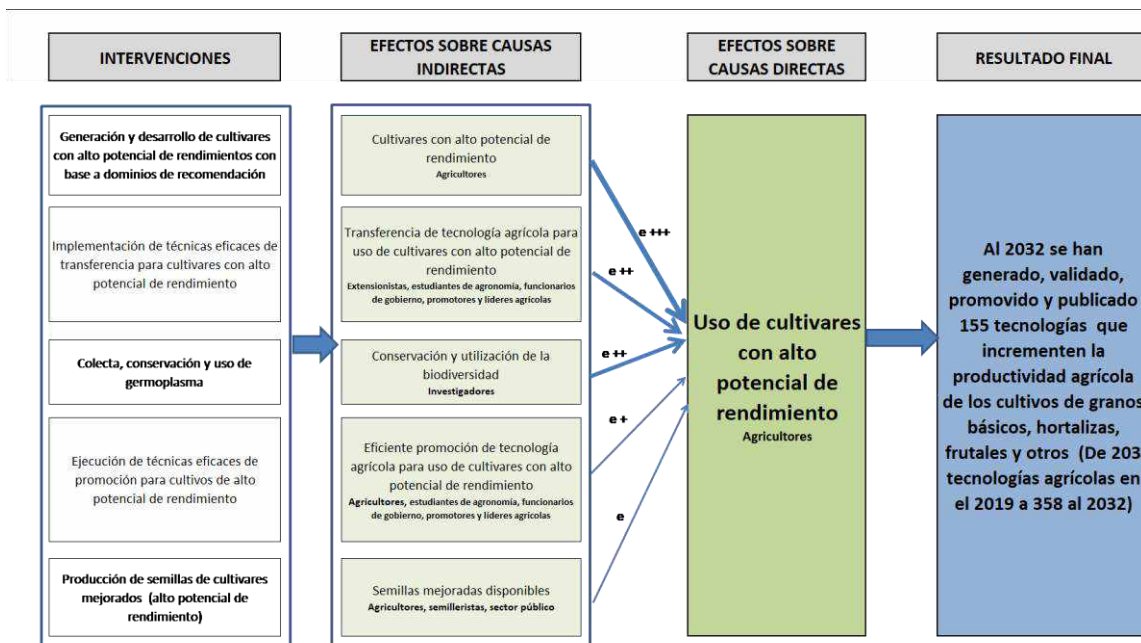 INTERVENCIONES
EFECTOS SOBRE CAUSAS
INDIRECTAS
EFECTOS SOBRE
CAUSAS DIRECTAS
RESULTADO FINAL
Generación y desarrollo de cultivares
con alto potencial de rendimientos con
base a dominios de recomendación
Implementación de técnicas eficaces de
transferencia para cultivares con alto
potencial de rendimiento
Colecta, conservación y uso de
germoplasma
Ejecución de técnicas eficaces de
promoción para cultivos de alto
potencial de rendimiento
Producción de semillas de cultivares
mejorados (alto potencial de
rendimiento)
Cultivares con alto potencial de
rendimiento
Agricultores
Transferencia de tecnología agrícola para
uso de cultivares con alto potencial de
rendimiento
Extensionistas, estudiantes de agronomía, funcionarios
de gobierno, promotores y líderes agrícolas
Conservación y utilización de la
biodiversidad
Investigadores
Eficiente promoción de tecnología
agrícola para uso de cultivares con alto
potencial de rendimiento
Agricultores, estudiantes de agronomía, funcionarios
de gobierno, promotores y líderes agrícolas
Semillas mejoradas disponibles
Agricultores, semilleristas, sector público
e +++
e ++
e ++
e +
e
Uso de cultivares
con alto
potencial de
rendimiento
Agricultores
Al 2032 se han
generado, validado,
promovido y publicado
155 tecnologías que
incrementen la
productividad agrícola
de los cultivos de granos
básicos, hortalizas,
frutales y otros (De 203
tecnologías agrícolas en
el 2019 a 358 al 2032)